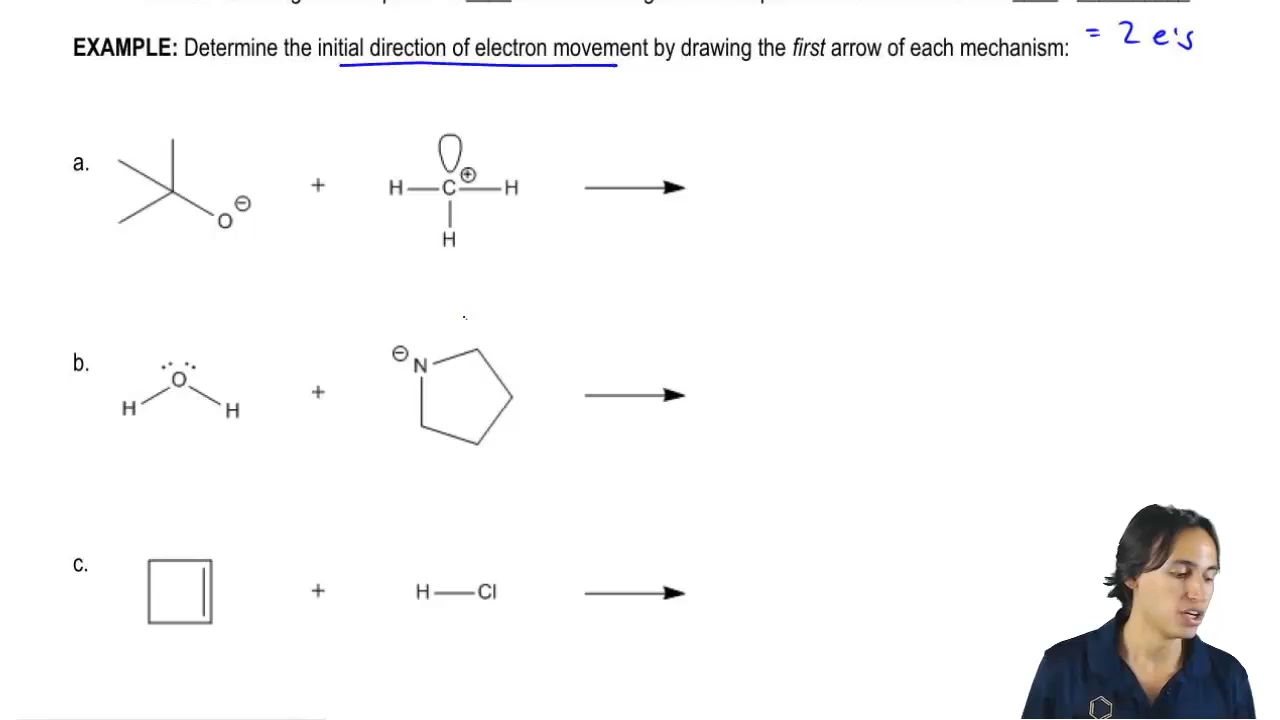 EXAMPLE: Determine the initial direction of electron movement by drawing the first arrow of each mechanism: = 2 e's
a. O ⊖ + H C ⊕ H H
b. H O H + ⊖ N
c. + H Cl